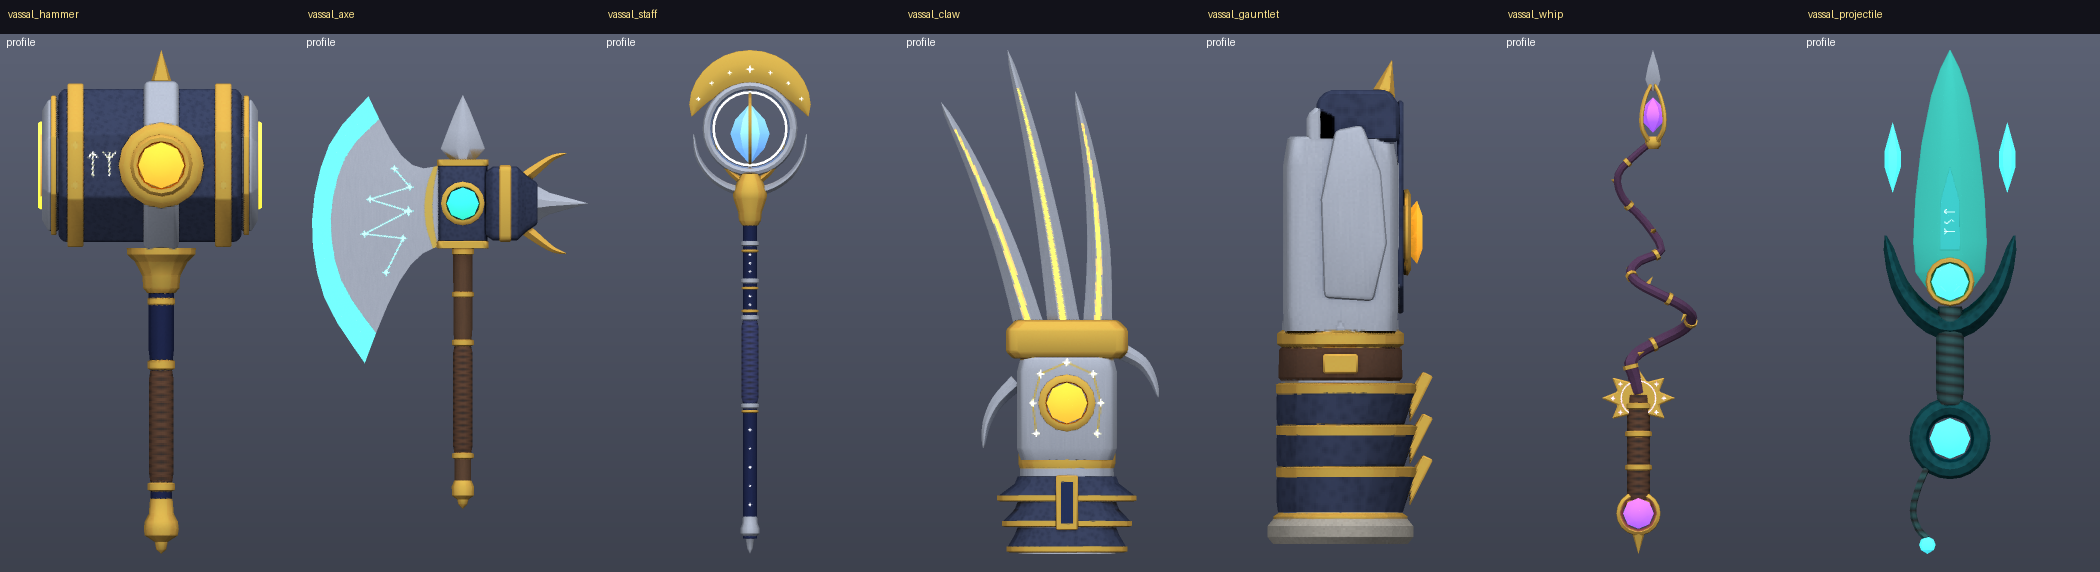 vassal_hammer
vassal_axe
vassal_staff
vassal_claw
vassal_gauntlet
vassal_whip
vassal_projectile
profile
profile
profile
profile
profile
profile
profile